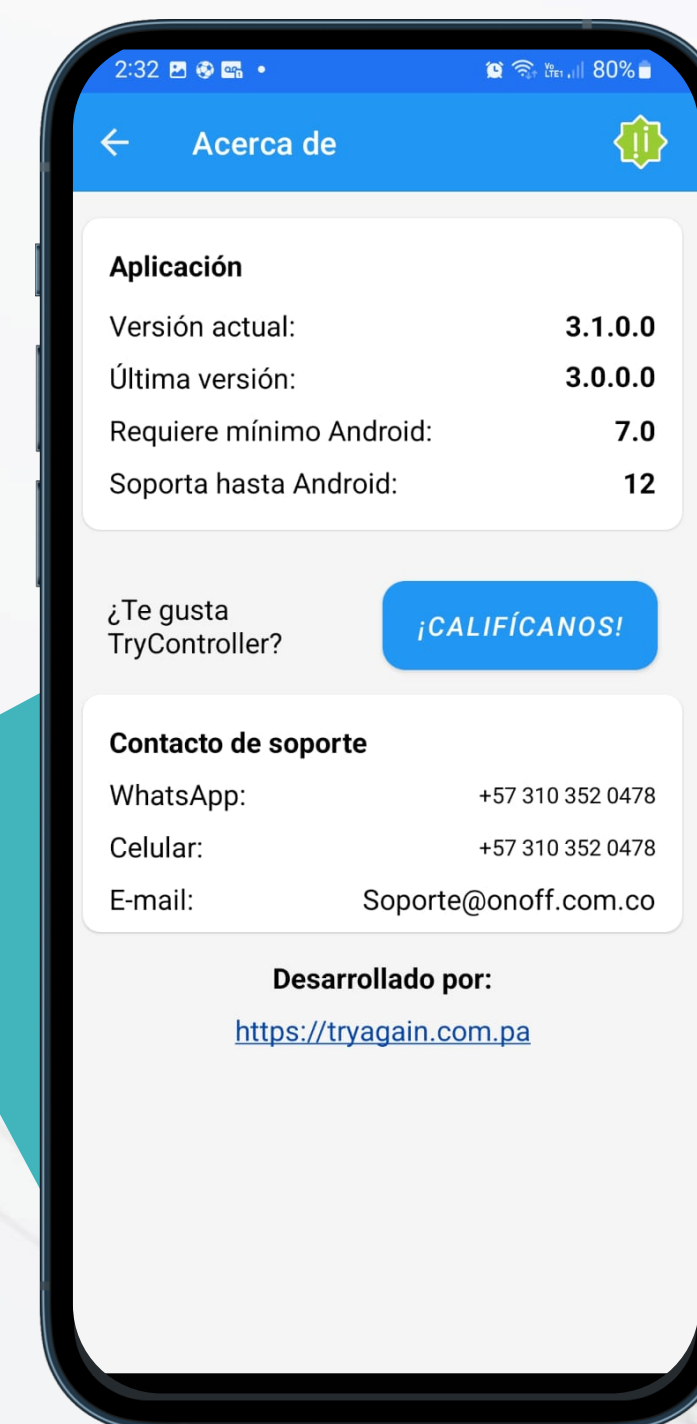 2:32
80%
Acerca de
Aplicación
Versión actual: 3.1.0.0
Última versión: 3.0.0.0
Requiere mínimo Android: 7.0
Soporta hasta Android: 12
¿Te gusta
TryController?
¡CALIFÍCANOS!
Contacto de soporte
WhatsApp: +57 310 352 0478
Celular: +57 310 352 0478
E-mail: Soporte@onoff.com.co
Desarrollado por:
https://tryagain.com.pa